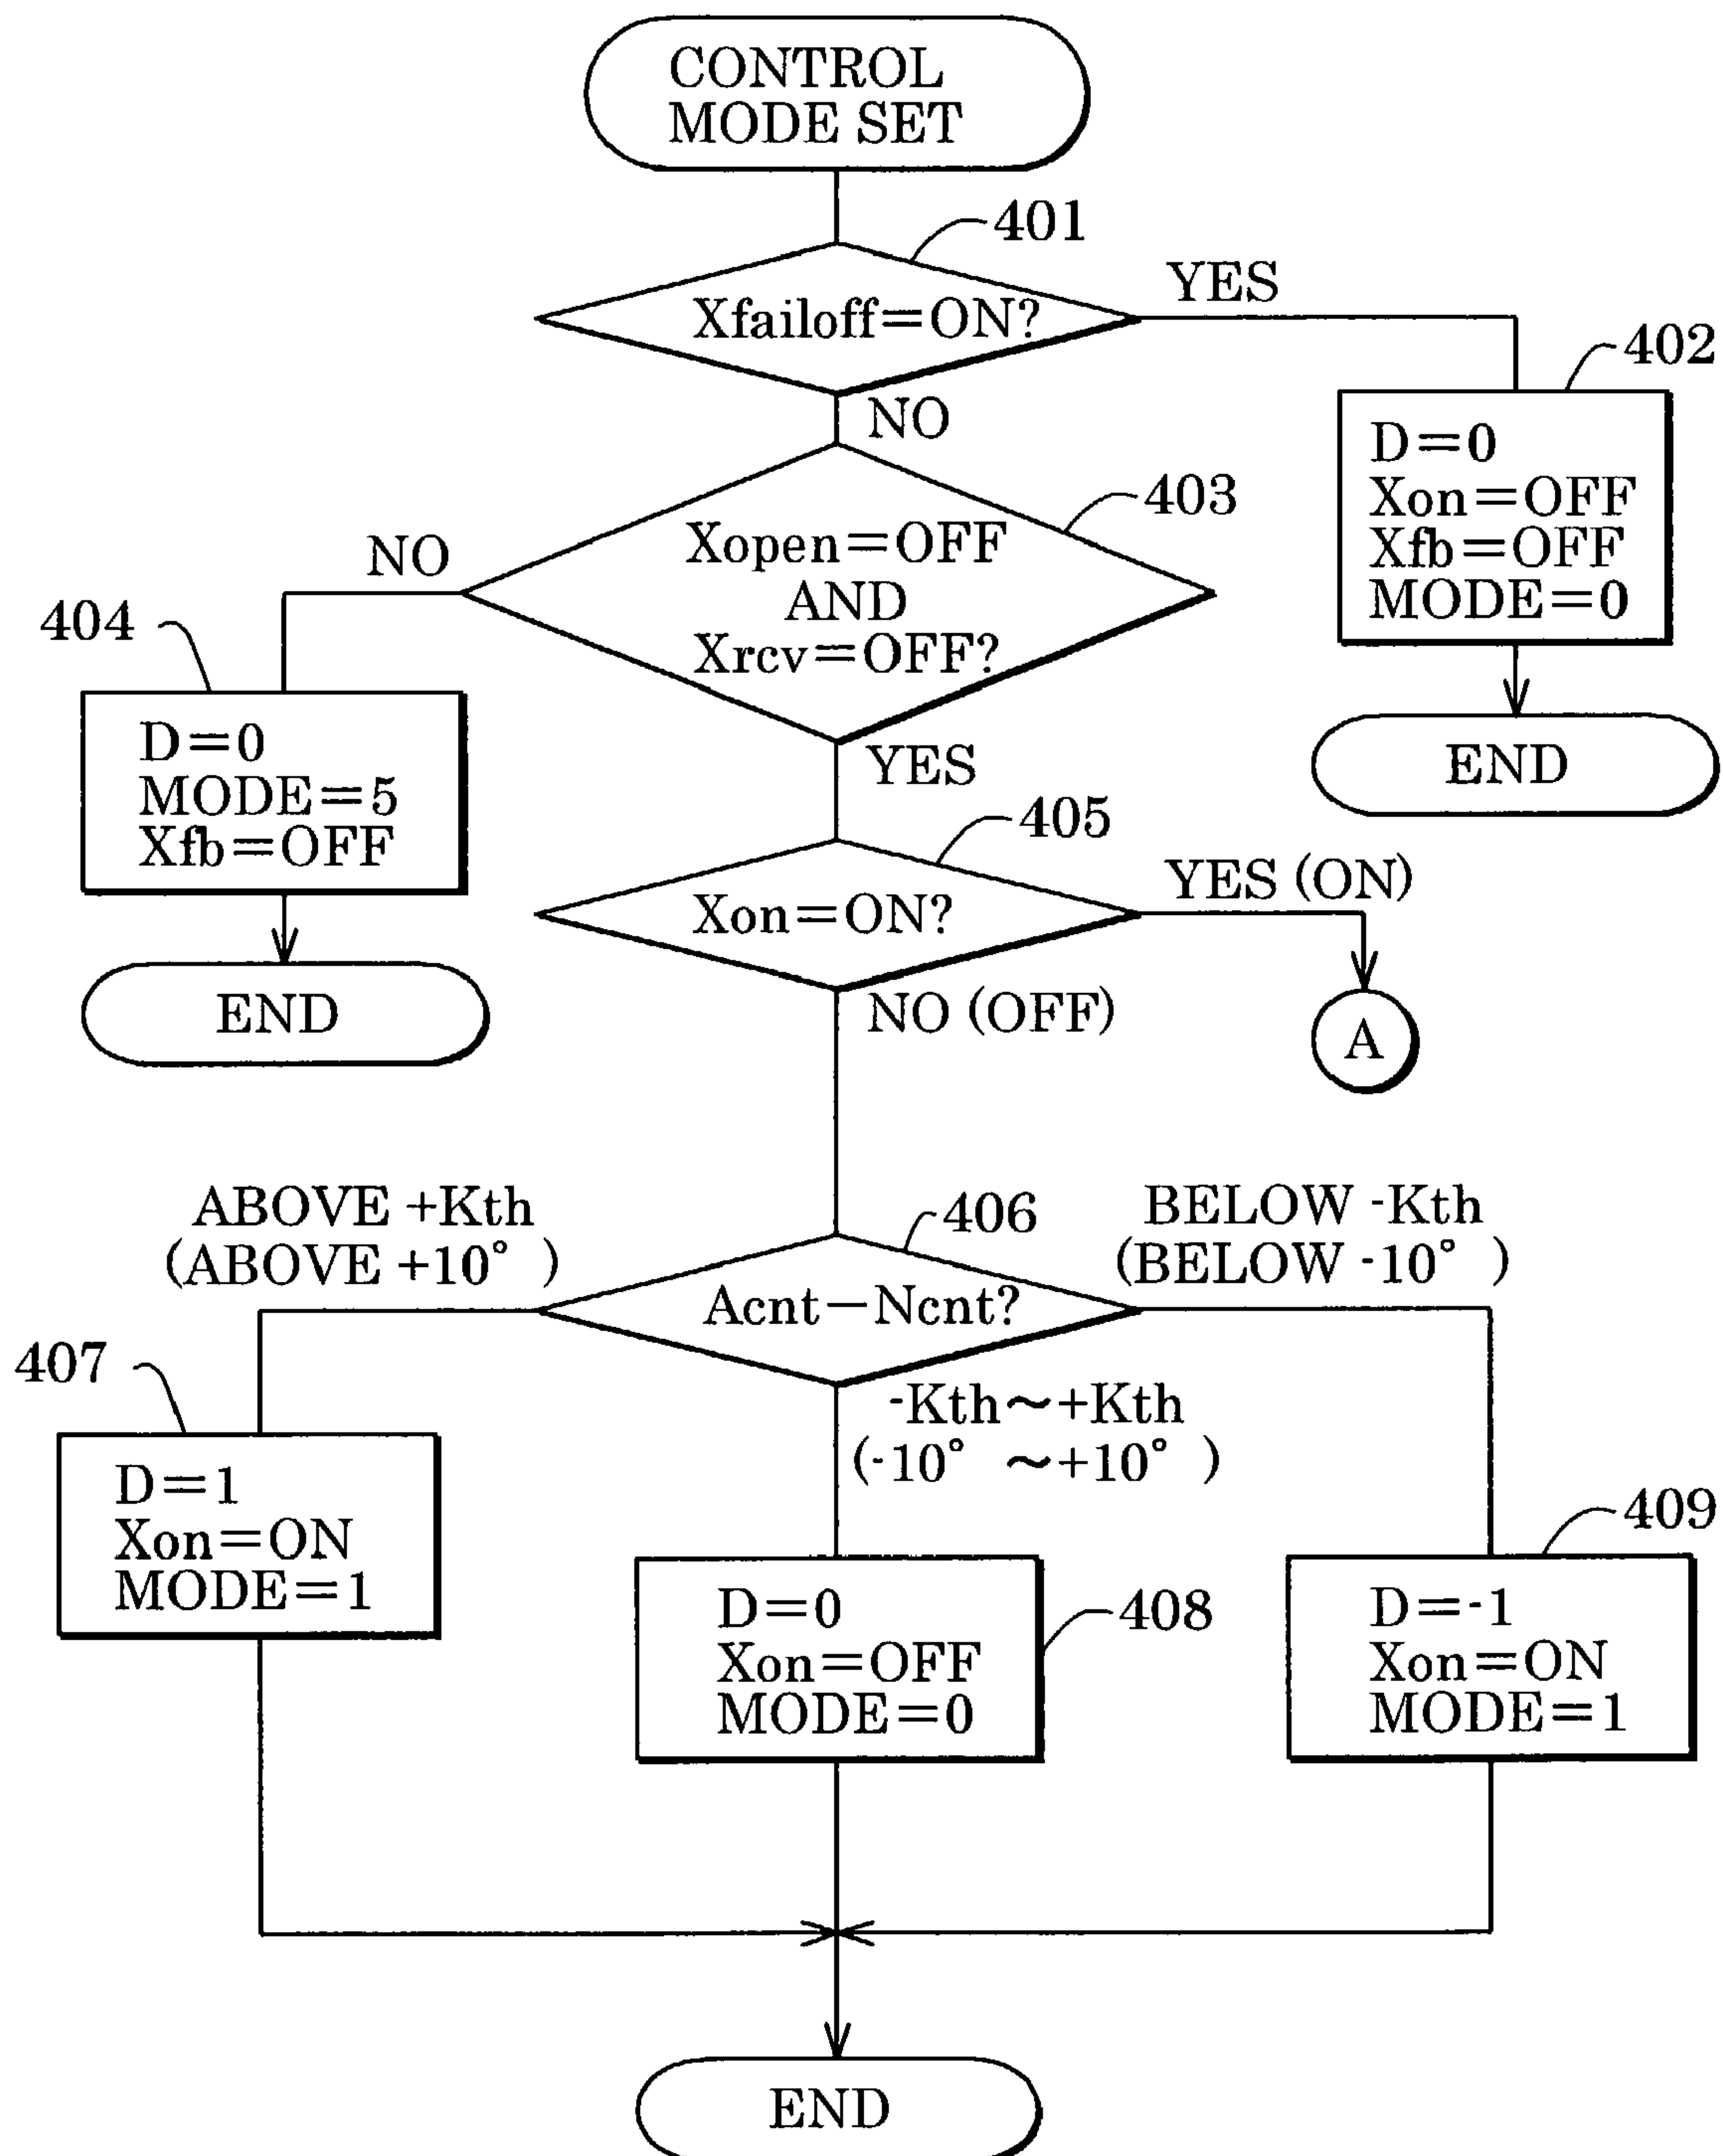 CONTROL
MODE SET
401
Xfailoff=ON?
YES
NO
402
D=0
Xon=OFF
Xfb=OFF
MODE=0
END
403
Xopen=OFF
AND
Xrcv=OFF?
NO
404
D=0
MODE=5
Xfb=OFF
END
YES
405
Xon=ON?
YES (ON)
A
NO (OFF)
406
Acnt−Ncnt?
ABOVE +Kth
(ABOVE +10° )
BELOW -Kth
(BELOW -10° )
-Kth~+Kth
(-10° ~+10° )
407
D=1
Xon=ON
MODE=1
408
D=0
Xon=OFF
MODE=0
409
D=-1
Xon=ON
MODE=1
END